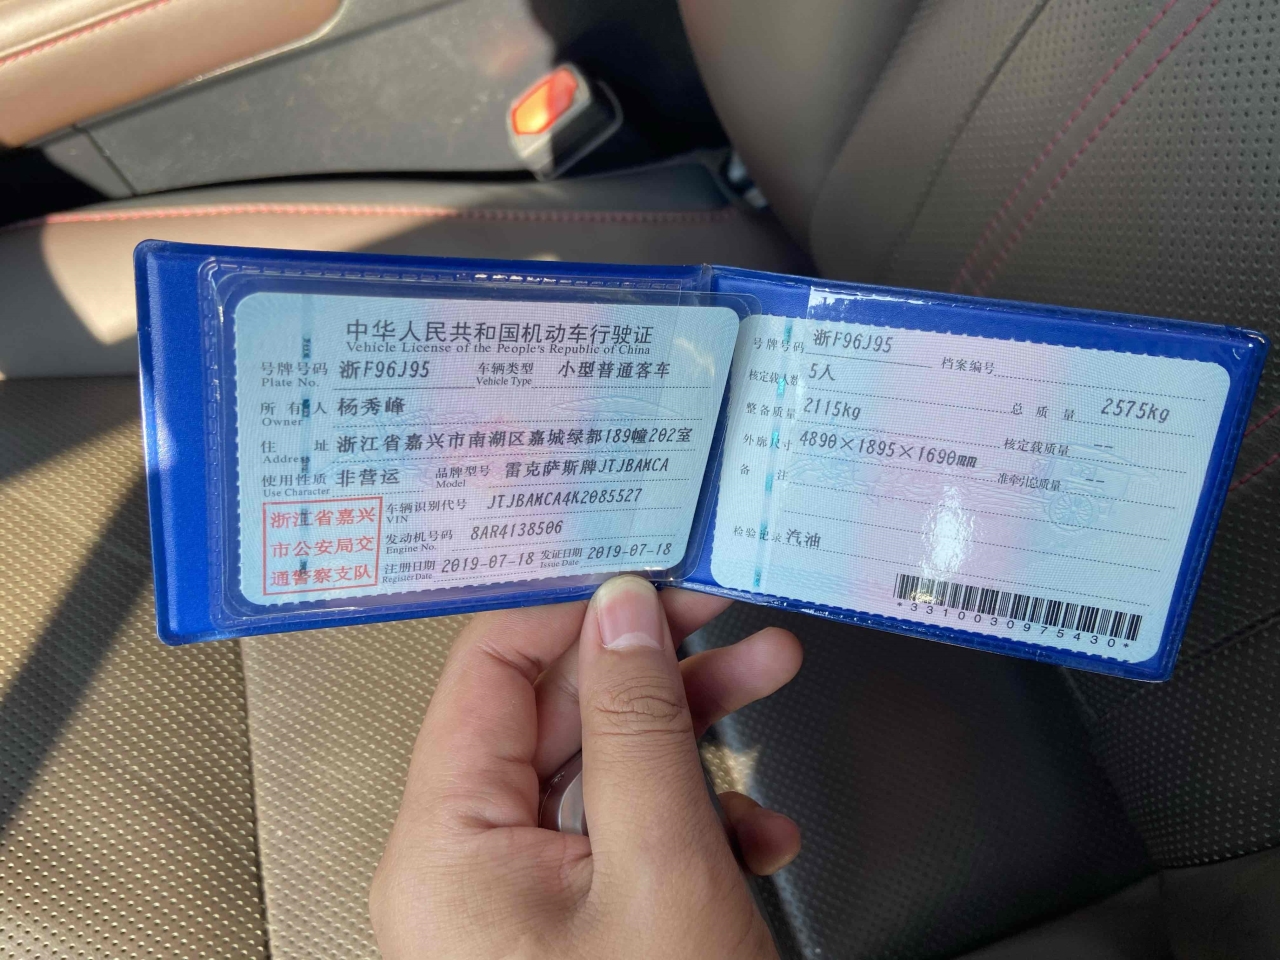 中华人民共和国机动车行驶证
Vehicle License of the People's Republic of China
号牌号码 浙F96J95 车辆类型 小型普通客车
Plate No. Vehicle Type
所有人 杨秀峰
Owner
住址 浙江省嘉兴市南湖区嘉城绿都189幢202室
Address
使用性质 非营运 品牌型号 雷克萨斯牌JTJBAMCA
Use Character Model
浙江省嘉兴
市公安局交
通警察支队
车辆识别代号 JTJBAMCA4K2085527
VIN
发动机号码 8AR4138506
Engine No.
注册日期 2019-07-18 发证日期 2019-07-18
Register Date Issue Date
号牌号码 浙F96J95 档案编号
核定载人数 5人 总质量 2575kg
整备质量 2115kg 核定载质量 --
外廓尺寸 4890×1895×1690mm 准牵引总质量 --
备注
检验记录 汽油
*3310030975430*